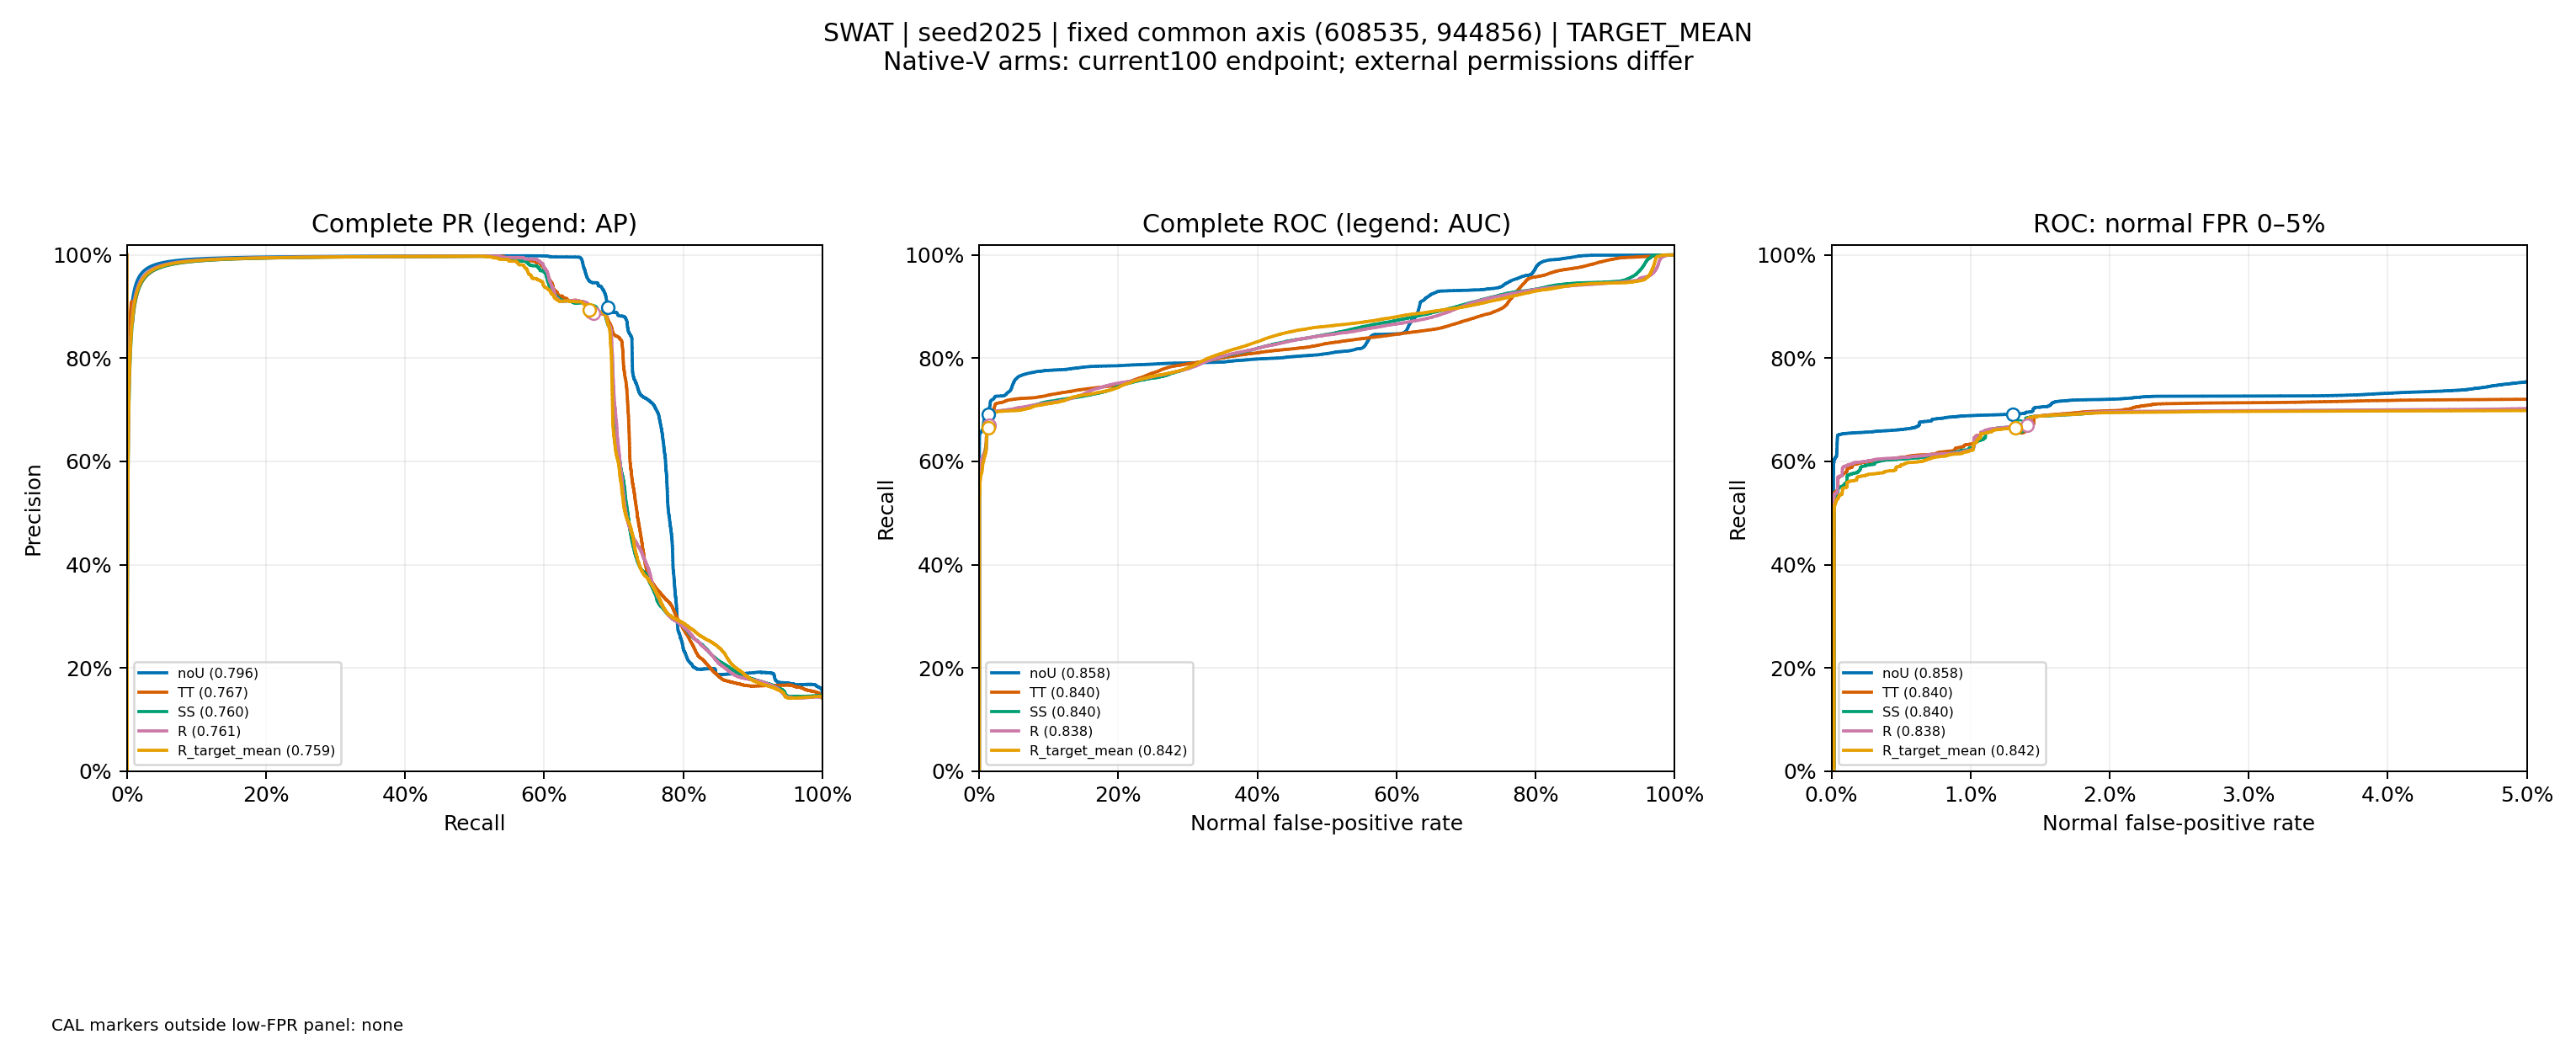 SWAT | seed2025 | fixed common axis (608535, 944856) | TARGET_MEAN
Native-V arms: current100 endpoint; external permissions differ
Complete PR (legend: AP)
100%
80%
60%
40%
20%
0%
Precision
noU (0.796)
TT (0.767)
SS (0.760)
R (0.761)
R_target_mean (0.759)
0% 20% 40% 60% 80% 100%
Recall
Complete ROC (legend: AUC)
100%
80%
60%
40%
20%
0%
Recall
noU (0.858)
TT (0.840)
SS (0.840)
R (0.838)
R_target_mean (0.842)
0% 20% 40% 60% 80% 100%
Normal false-positive rate
ROC: normal FPR 0–5%
100%
80%
60%
40%
20%
0%
Recall
noU (0.858)
TT (0.840)
SS (0.840)
R (0.838)
R_target_mean (0.842)
0.0% 1.0% 2.0% 3.0% 4.0% 5.0%
Normal false-positive rate
CAL markers outside low-FPR panel: none